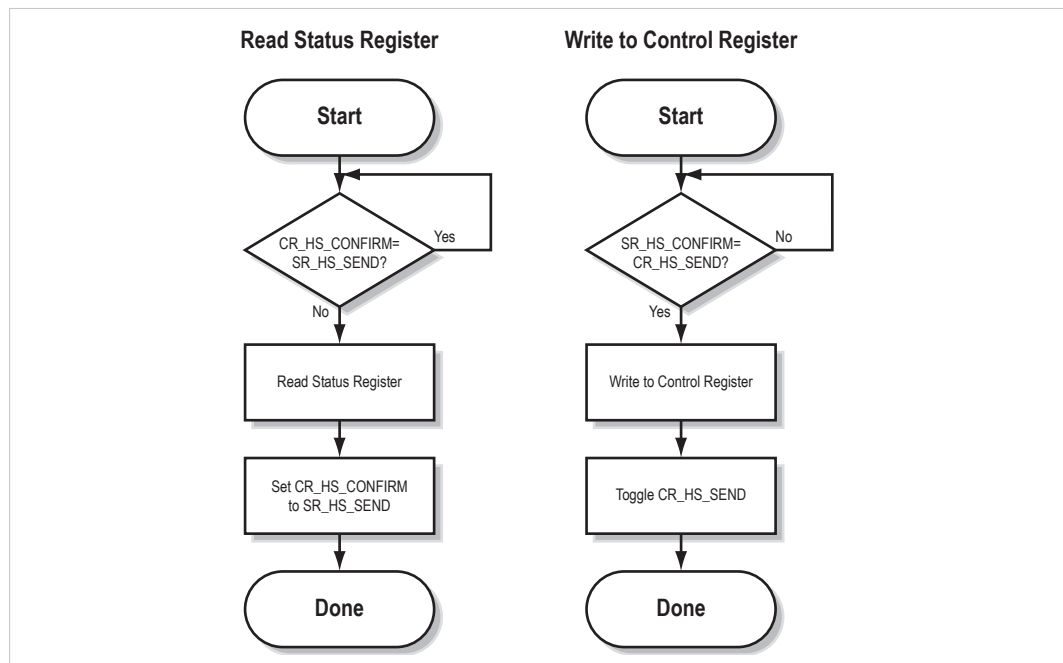 Read Status Register
Start
CR_HS_CONFIRM=
SR_HS_SEND?
Yes
No
Read Status Register
Set CR_HS_CONFIRM
to SR_HS_SEND
Done
Write to Control Register
Start
SR_HS_CONFIRM=
CR_HS_SEND?
No
Yes
Write to Control Register
Toggle CR_HS_SEND
Done